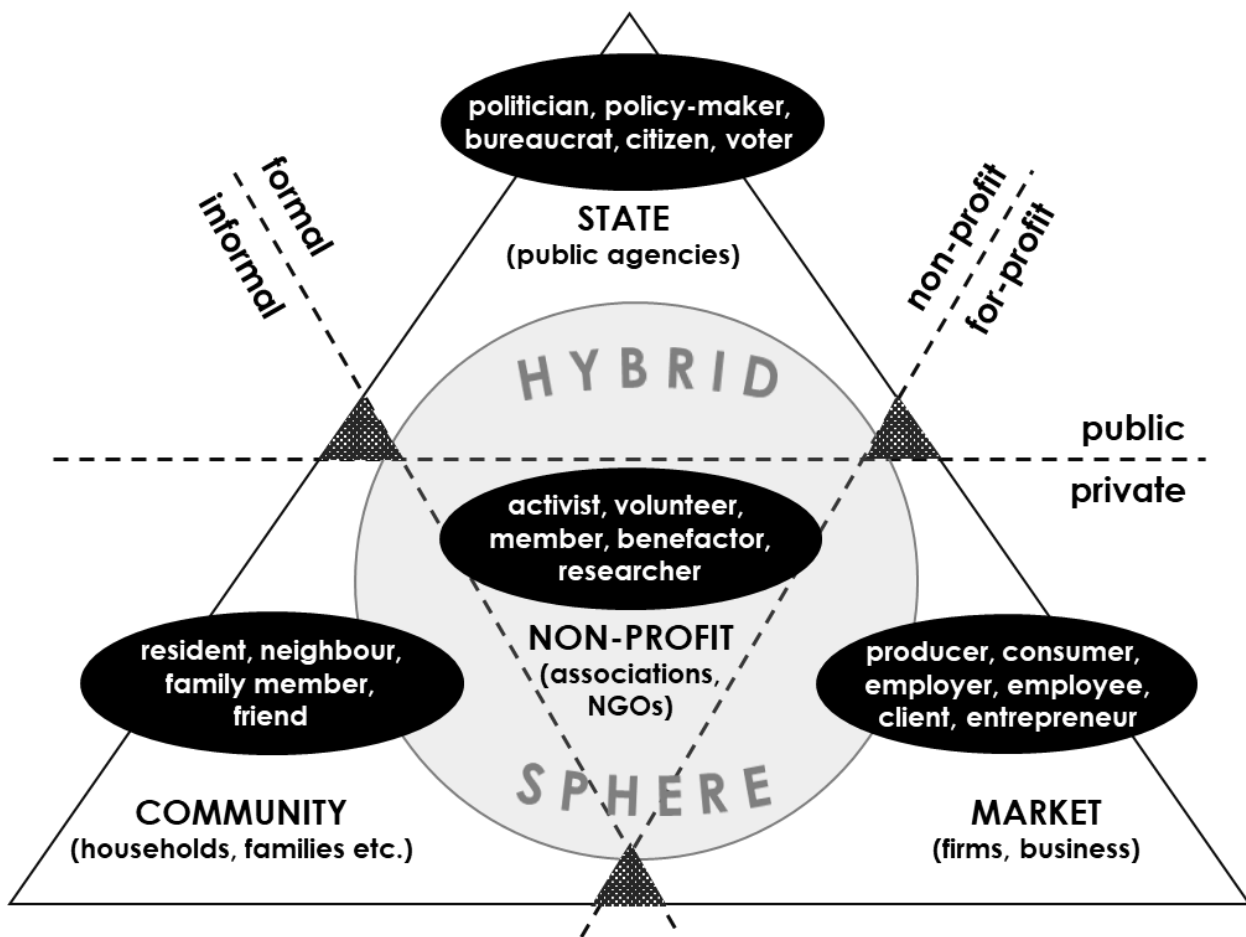 politician, policy-maker,
bureaucrat, citizen, voter
STATE
(public agencies)
formal
informal
non-profit
for-profit
HYBRID
public
private
activist, volunteer,
member, benefactor,
researcher
NON-PROFIT
(associations,
NGOs)
resident, neighbour,
family member,
friend
producer, consumer,
employer, employee,
client, entrepreneur
SPHERE
COMMUNITY
(households, families etc.)
MARKET
(firms, business)